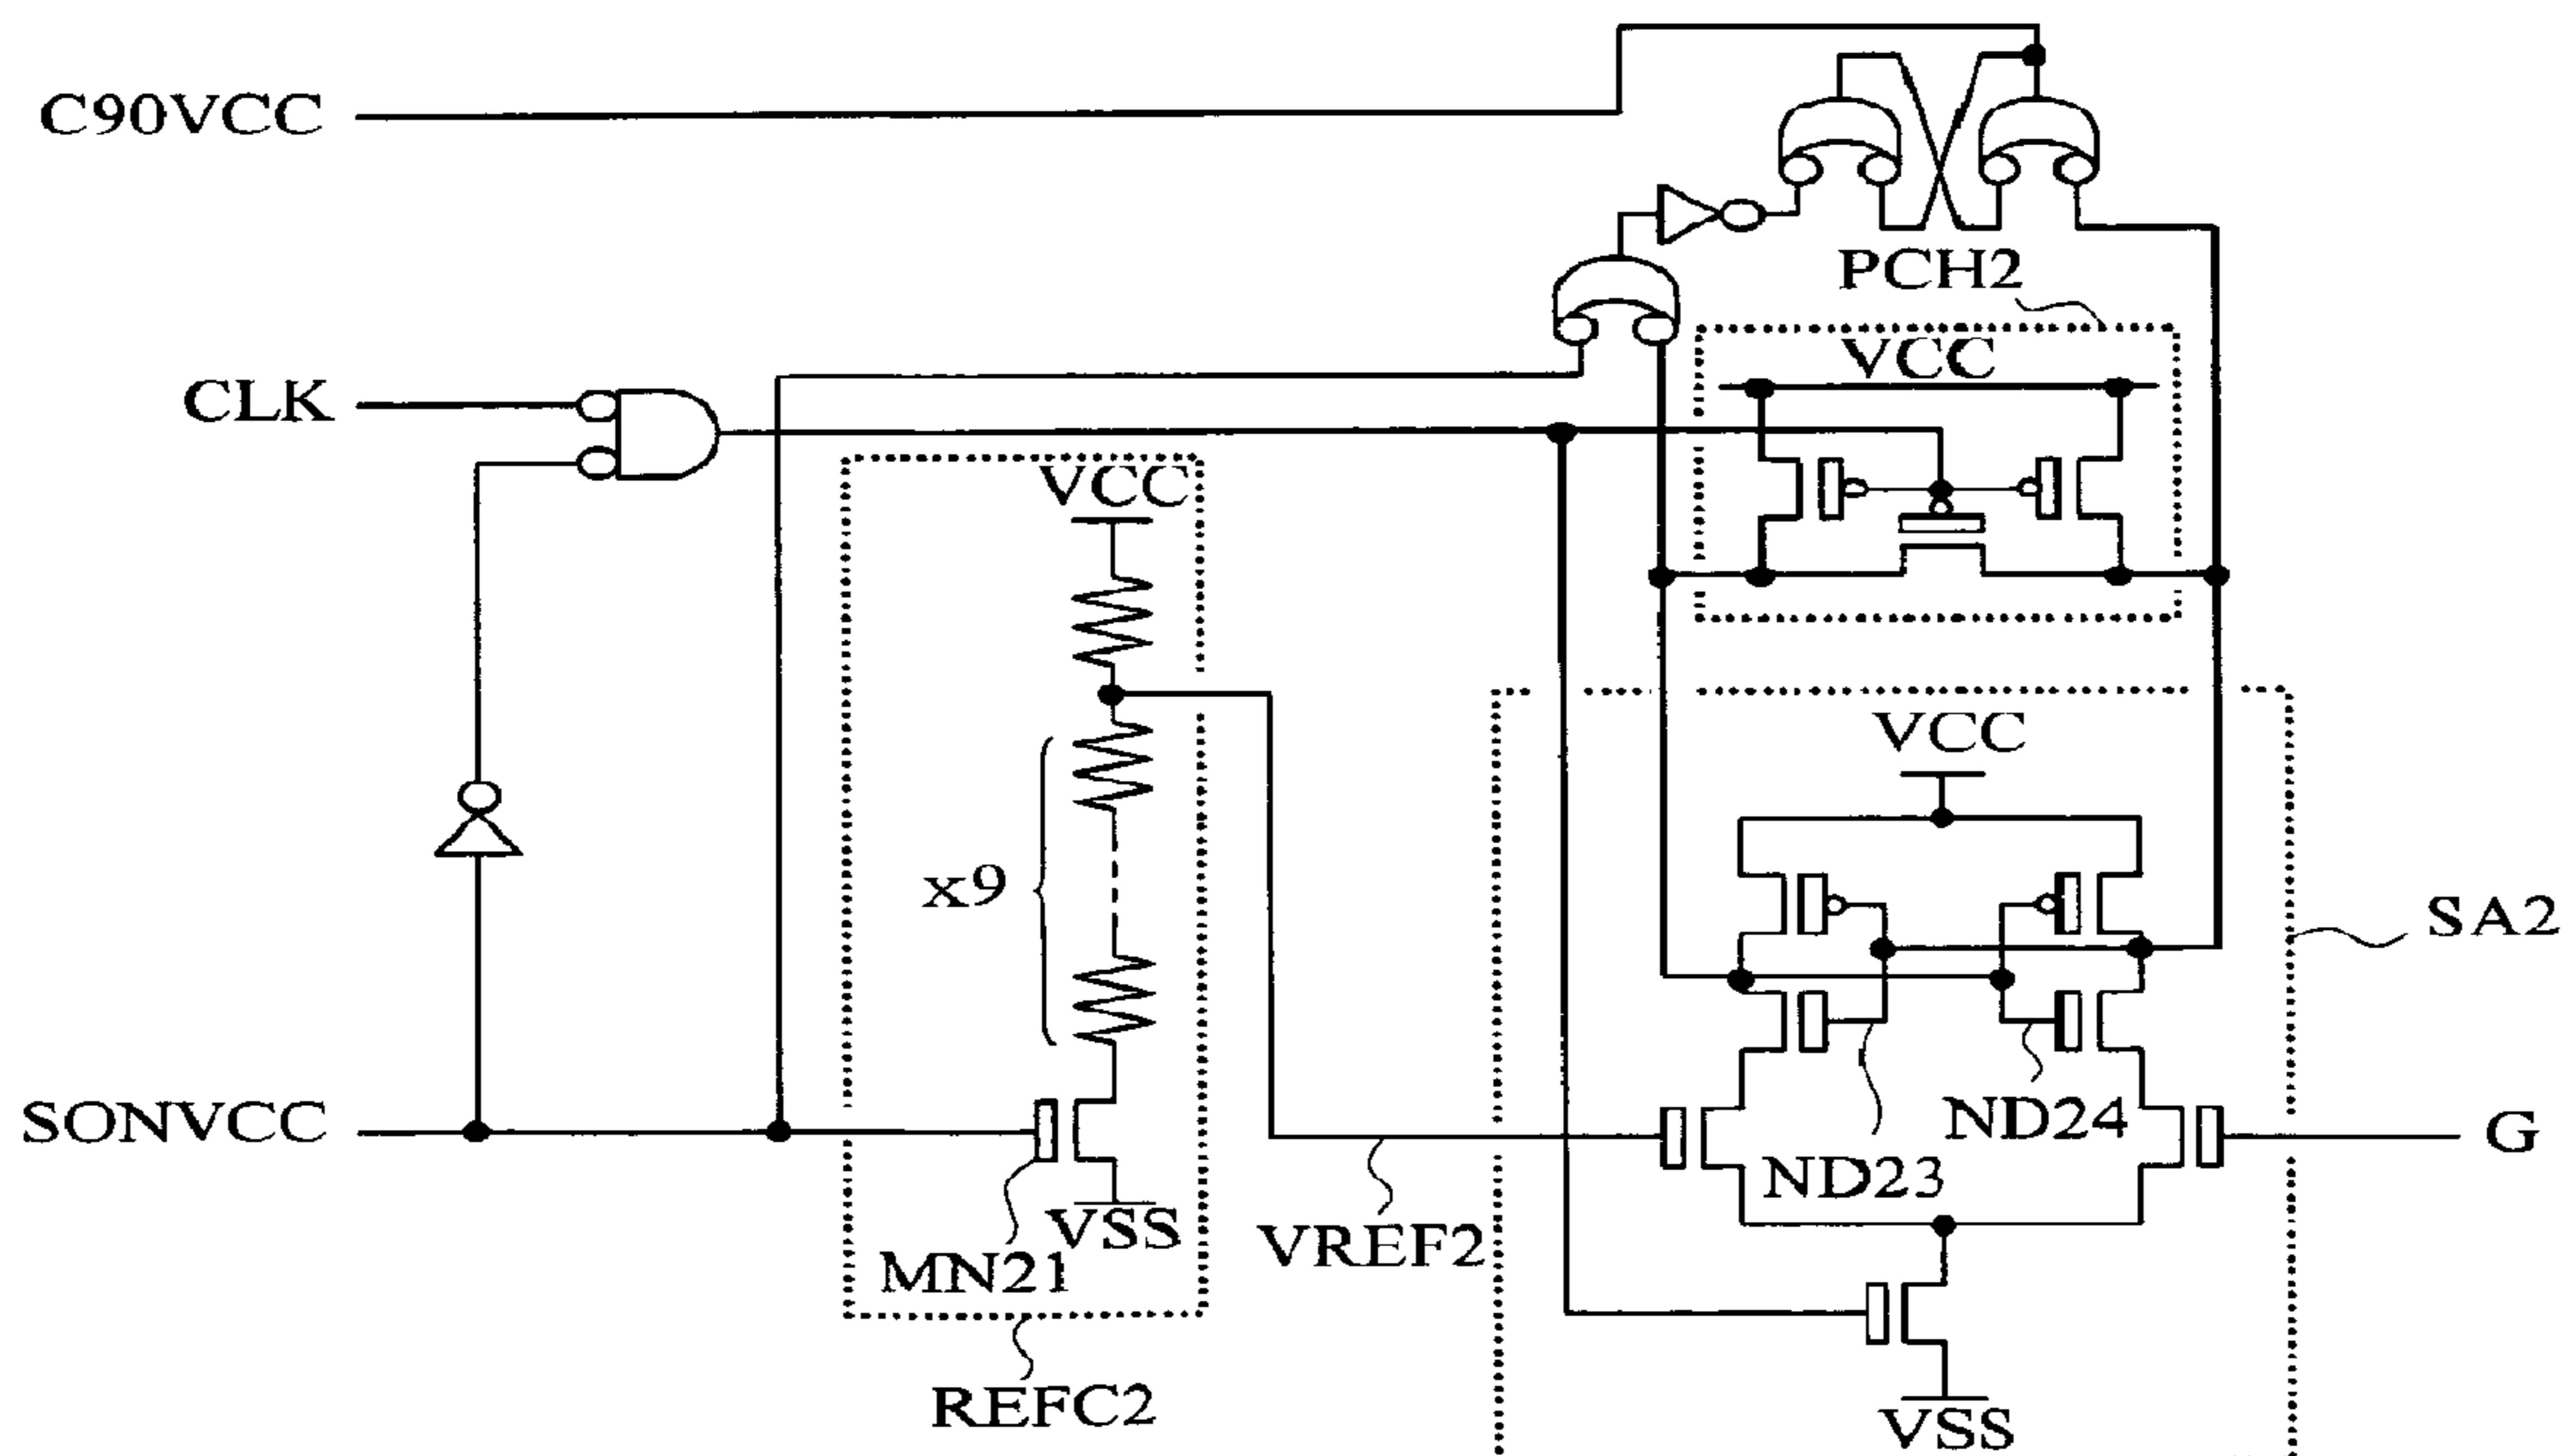 C90VCC
PCH2
VCC
CLK
VCC
VCC
x9
SA2
SONVCC
ND24
G
ND23
VREF2
VSS
MN21
REFC2
VSS